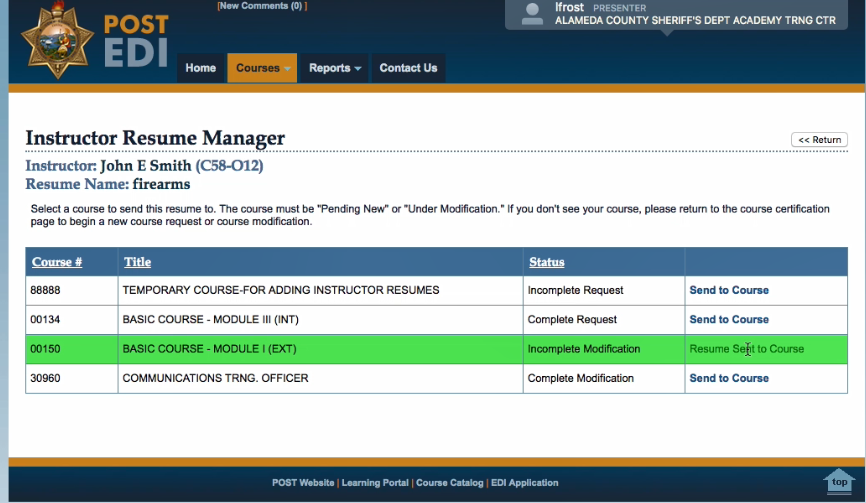 [New Comments (0) ]
lfrost PRESENTER
ALAMEDA COUNTY SHERIFF'S DEPT ACADEMY TRNG CTR
POST
EDI
Home Courses Reports Contact Us
Instructor Resume Manager
<< Return
Instructor: John E Smith (C58-O12)
Resume Name: firearms
Select a course to send this resume to. The course must be "Pending New" or "Under Modification." If you don't see your course, please return to the course certification
page to begin a new course request or course modification.
Course # Title Status
88888 TEMPORARY COURSE-FOR ADDING INSTRUCTOR RESUMES Incomplete Request Send to Course
00134 BASIC COURSE - MODULE III (INT) Complete Request Send to Course
00150 BASIC COURSE - MODULE I (EXT) Incomplete Modification Resume Sent to Course
30960 COMMUNICATIONS TRNG. OFFICER Complete Modification Send to Course
POST Website | Learning Portal | Course Catalog | EDI Application
top